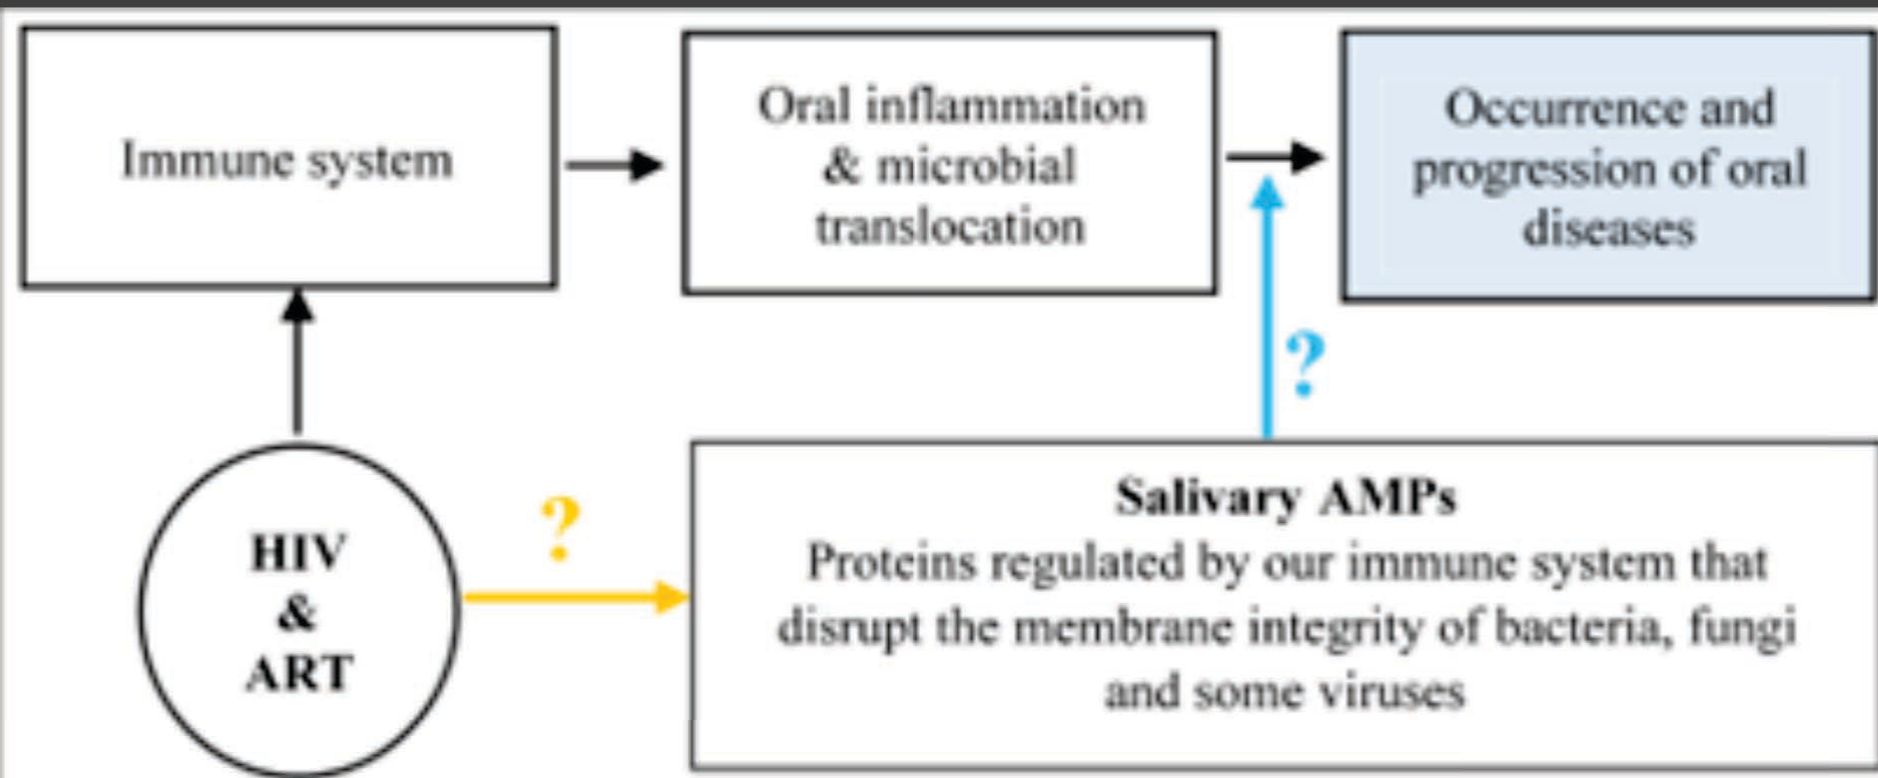 Immune system
Oral inflammation
& microbial
translocation
Occurrence and
progression of oral
diseases
?
?
HIV
&
ART
Salivary AMPs
Proteins regulated by our immune system that
disrupt the membrane integrity of bacteria, fungi
and some viruses